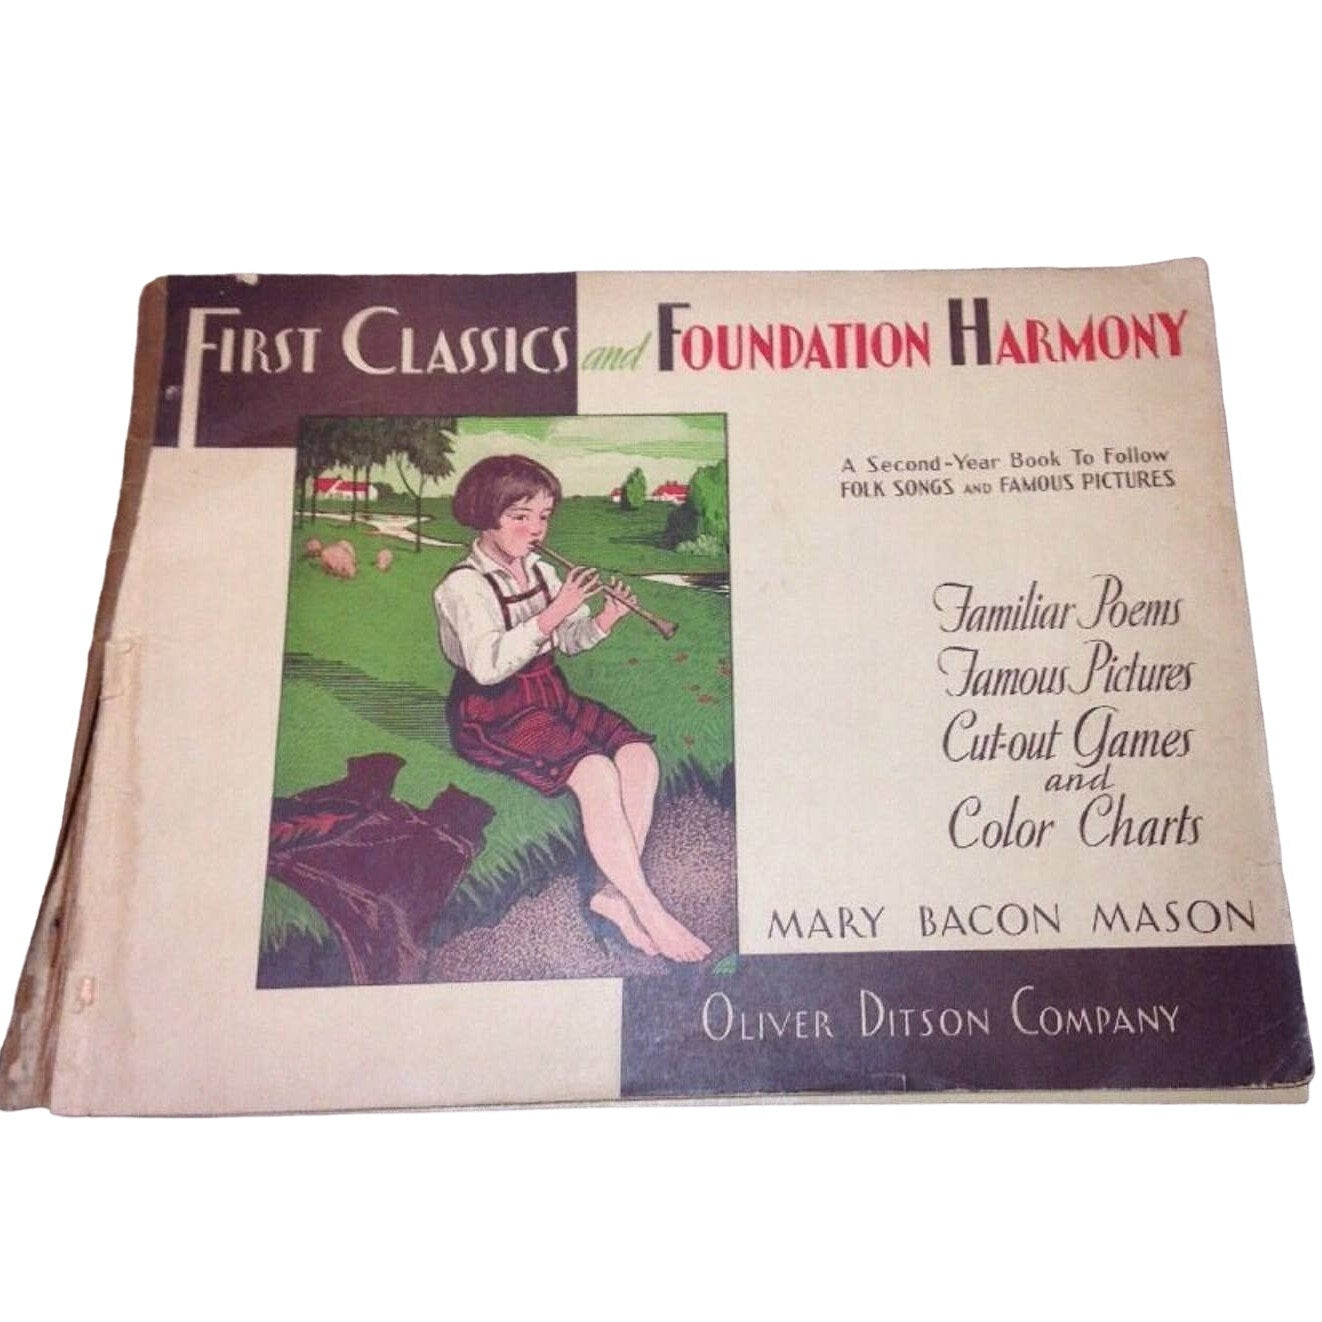 FIRST CLASSICS and FOUNDATION HARMONY
A Second-Year Book To Follow
FOLK SONGS AND FAMOUS PICTURES
Familiar Poems
Famous Pictures
Cut-out Games
and
Color Charts
MARY BACON MASON
OLIVER DITSON COMPANY